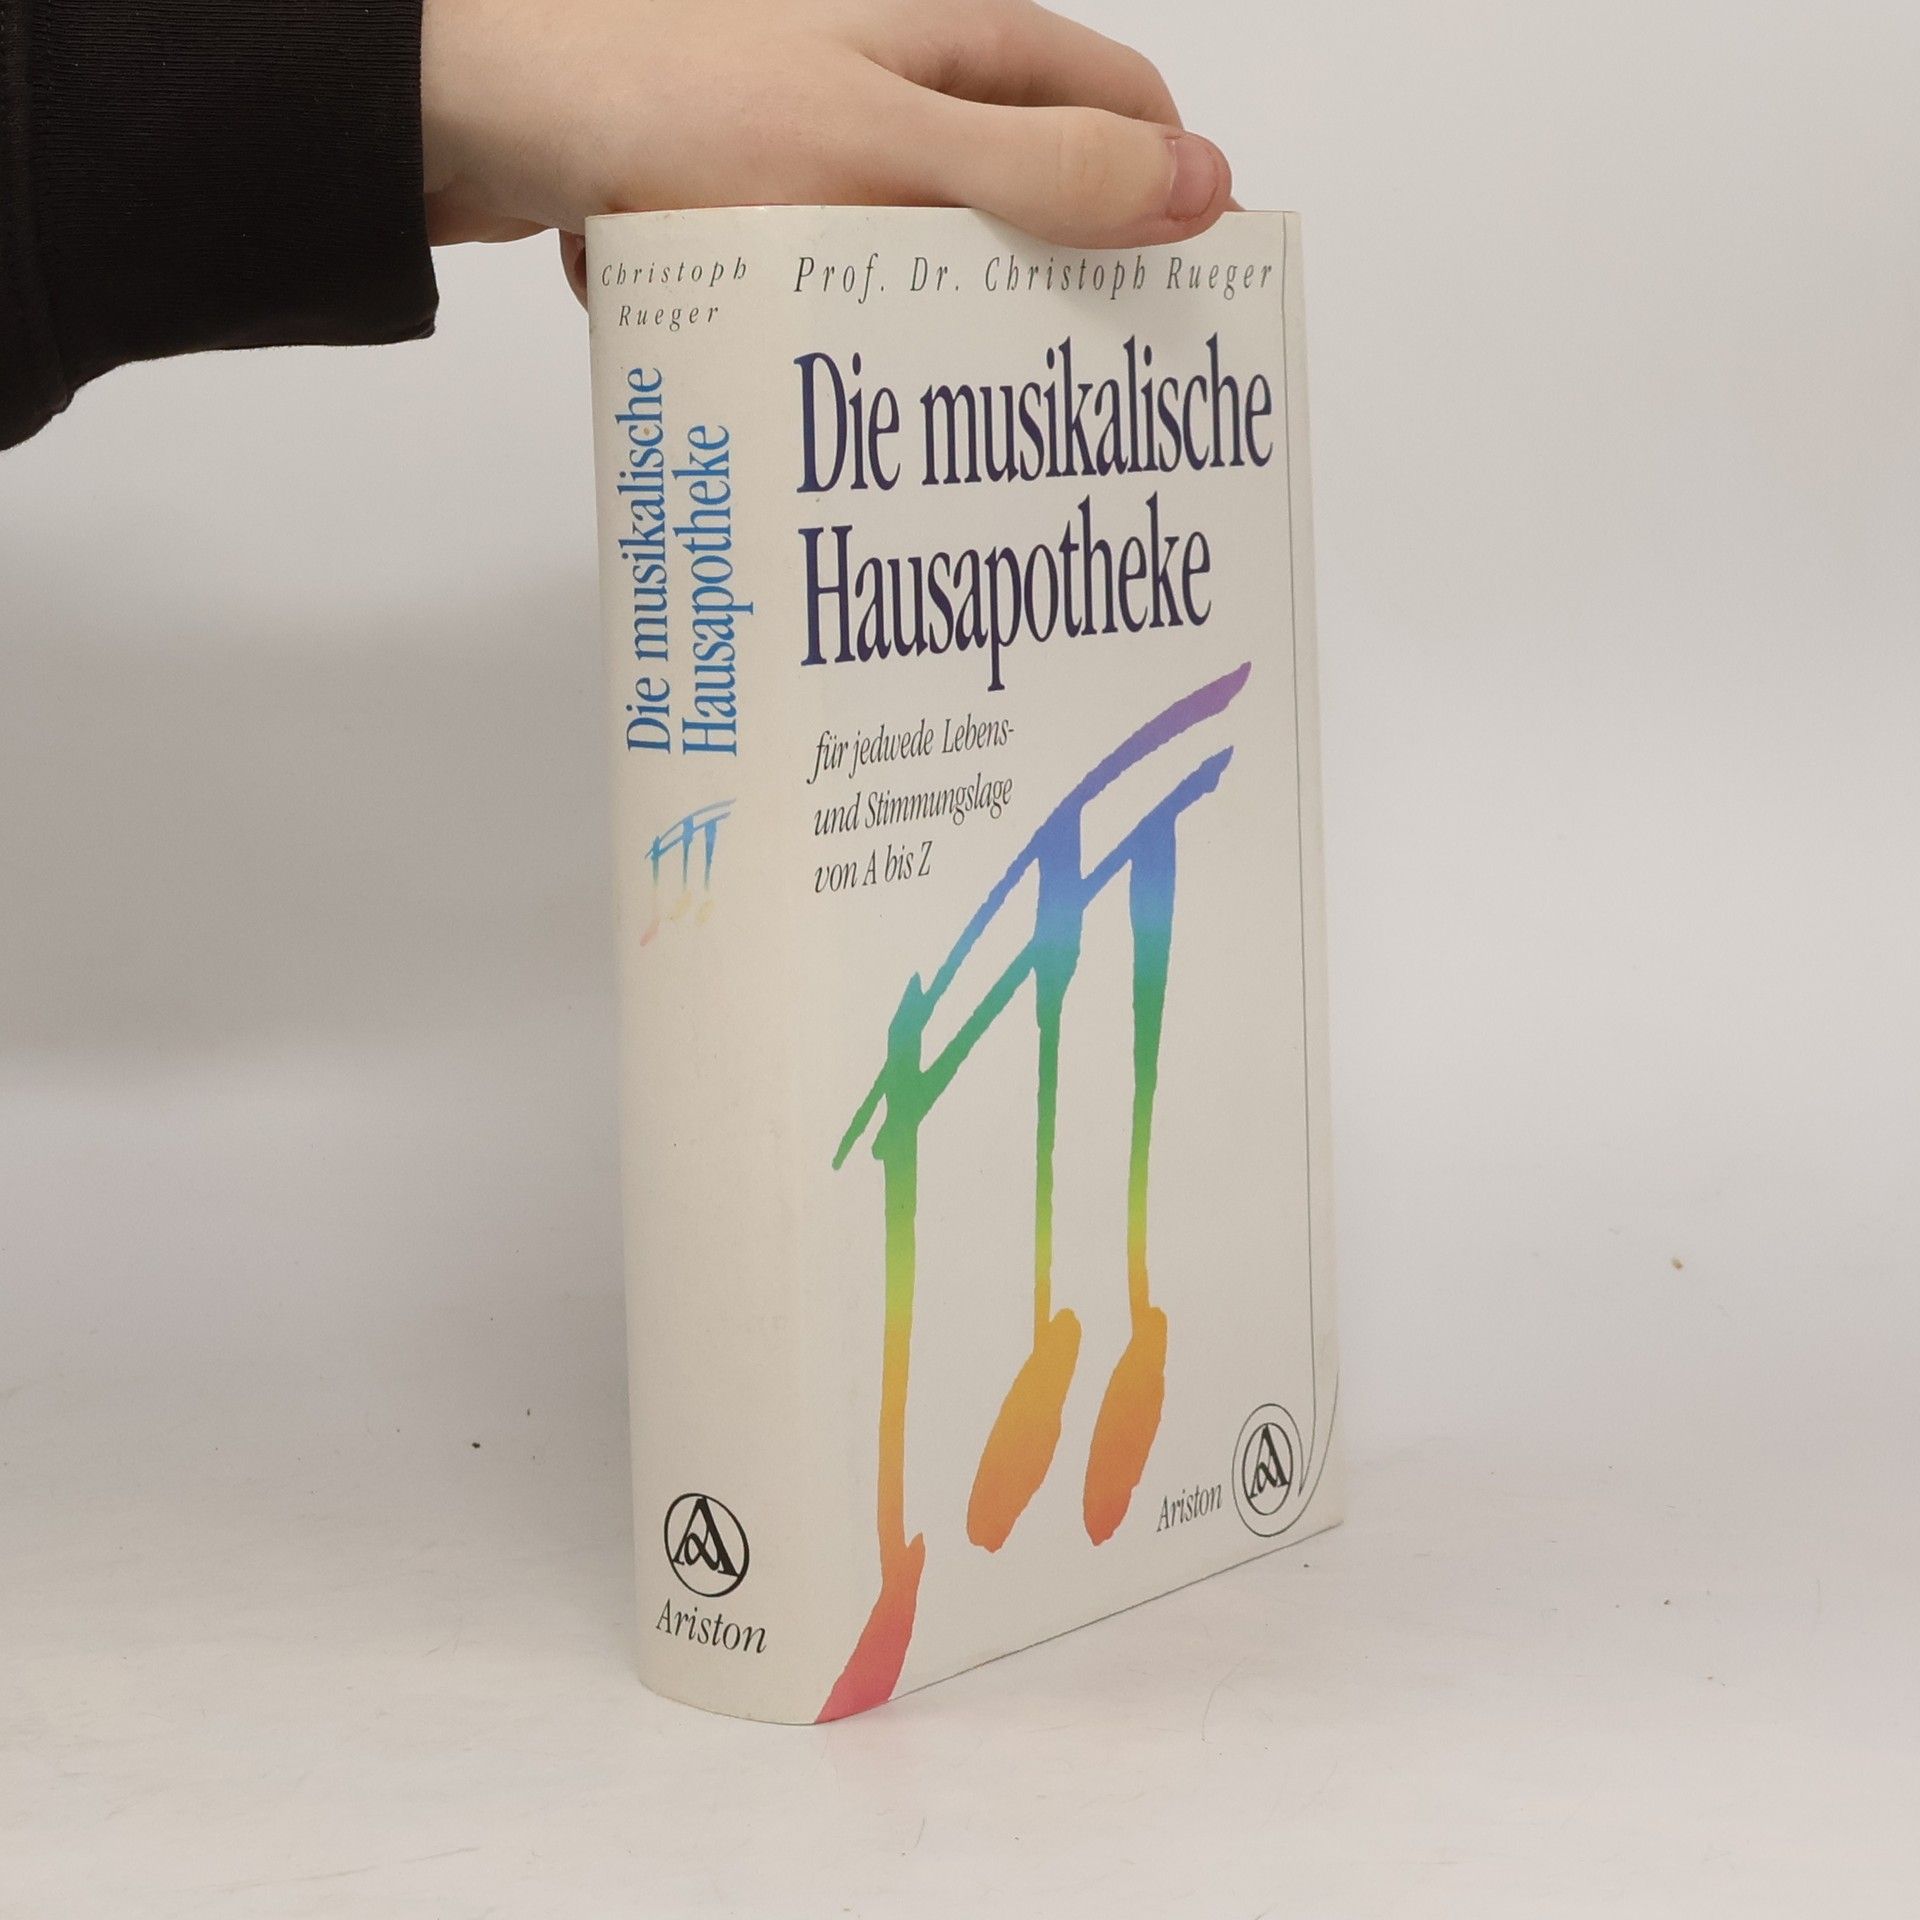 Christoph
Rueger
Die musikalische
Hausapotheke
Ariston
Prof. Dr. Christoph Rueger
Die musikalische
Hausapotheke
für jedwede Lebens-
und Stimmungslage
von A bis Z
Ariston